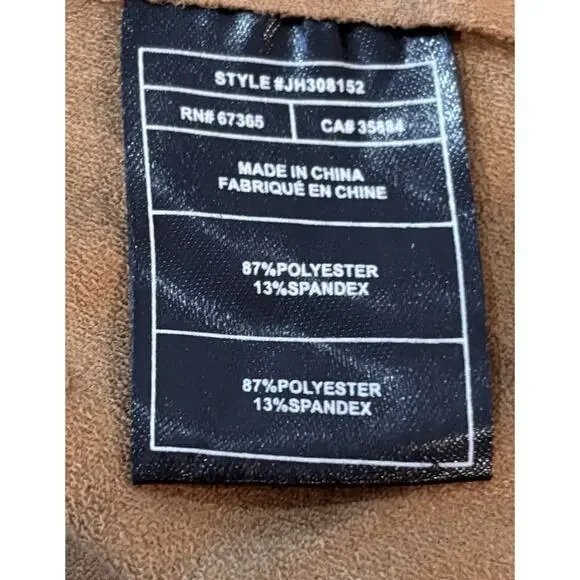 STYLE #JH308152
RN# 67365 CA# 35884
MADE IN CHINA
FABRIQUÉ EN CHINE
87%POLYESTER
13%SPANDEX
87%POLYESTER
13%SPANDEX